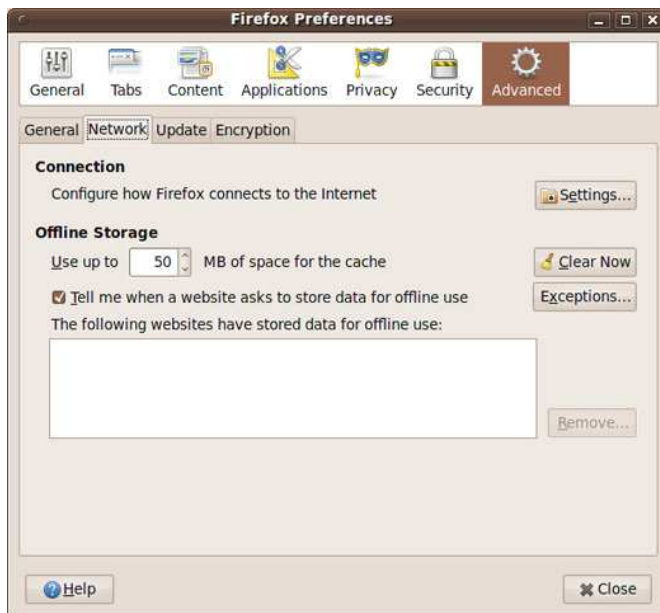 Firefox Preferences
General Tabs Content Applications Privacy Security Advanced
General Network Update Encryption
Connection
Configure how Firefox connects to the Internet Settings...
Offline Storage
Use up to 50 MB of space for the cache Clear Now
Tell me when a website asks to store data for offline use Exceptions...
The following websites have stored data for offline use:
Remove...
Help Close